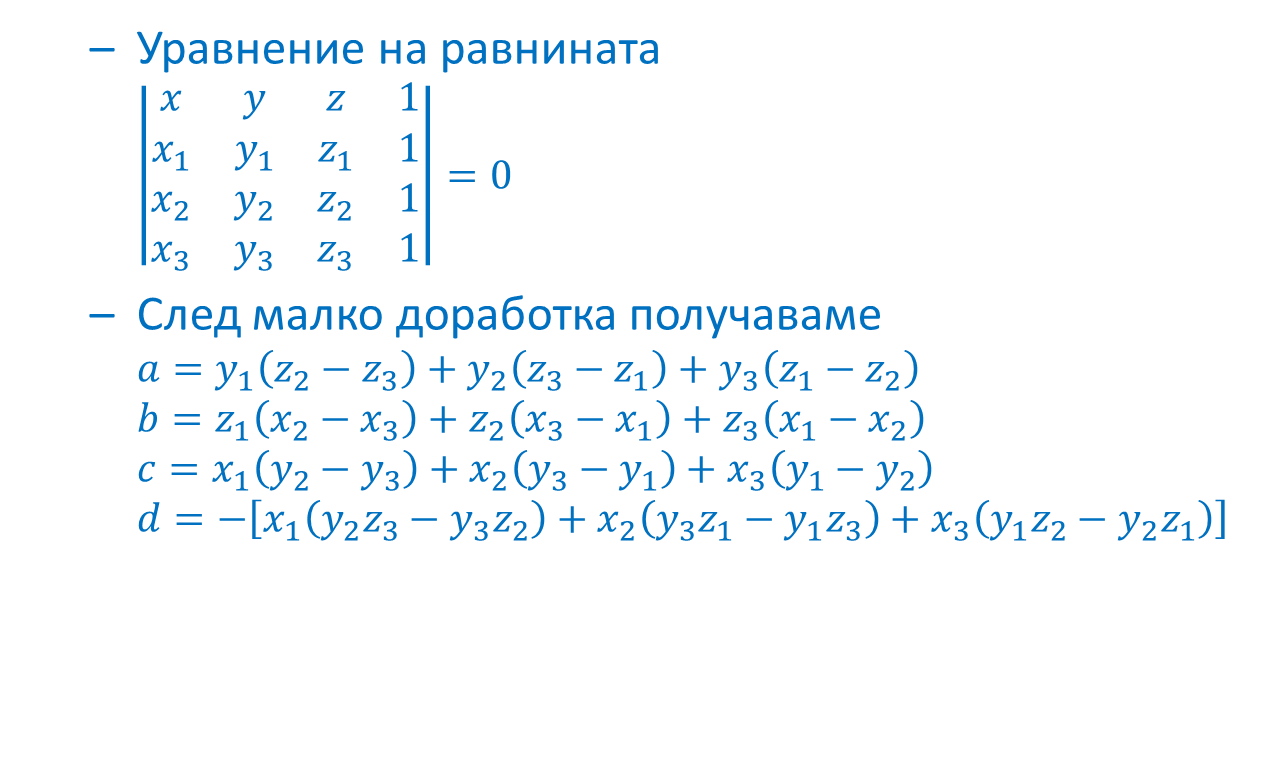 – Уравнение на равнината
| x y z 1 |
| x₁ y₁ z₁ 1 |
| x₂ y₂ z₂ 1 | = 0
| x₃ y₃ z₃ 1 |
– След малко доработка получаваме
a = y₁(z₂ − z₃) + y₂(z₃ − z₁) + y₃(z₁ − z₂)
b = z₁(x₂ − x₃) + z₂(x₃ − x₁) + z₃(x₁ − x₂)
c = x₁(y₂ − y₃) + x₂(y₃ − y₁) + x₃(y₁ − y₂)
d = −[x₁(y₂z₃ − y₃z₂) + x₂(y₃z₁ − y₁z₃) + x₃(y₁z₂ − y₂z₁)]